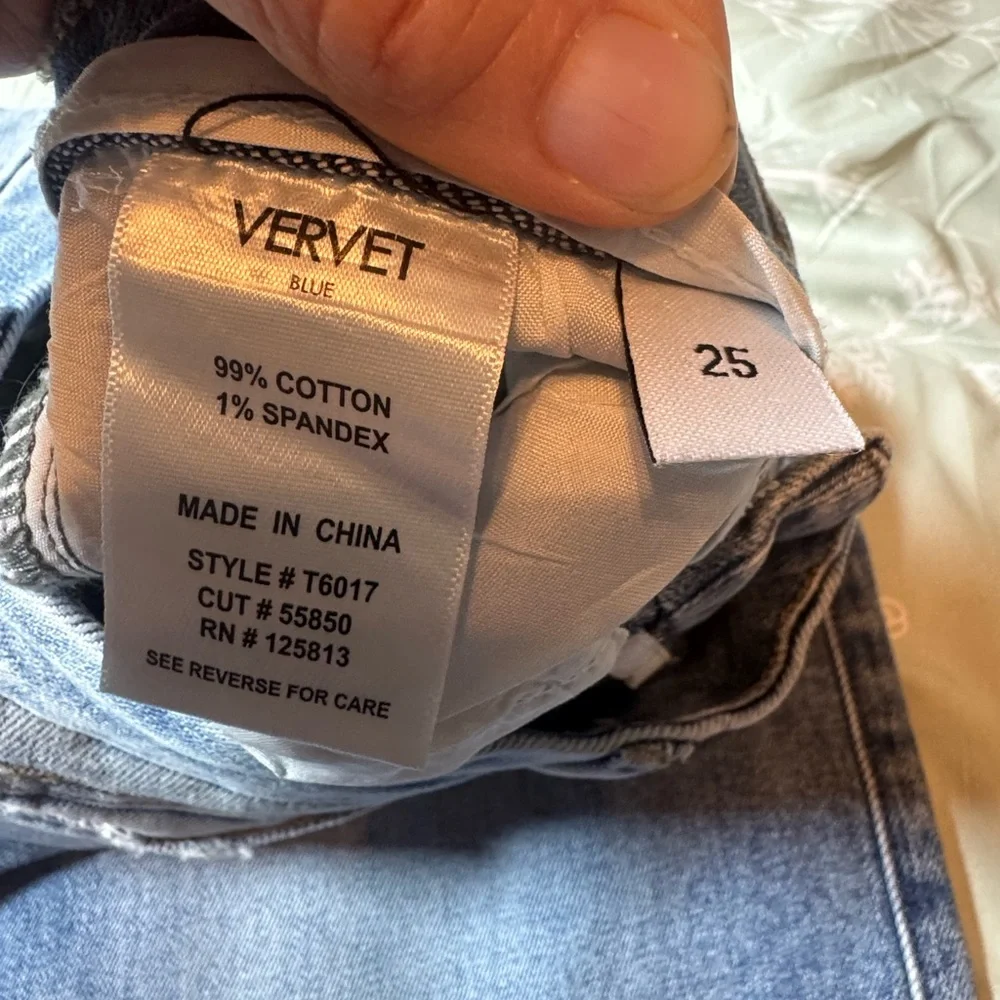 VERVET
BLUE
99% COTTON
1% SPANDEX
MADE IN CHINA
STYLE # T6017
CUT # 55850
RN # 125813
SEE REVERSE FOR CARE
25